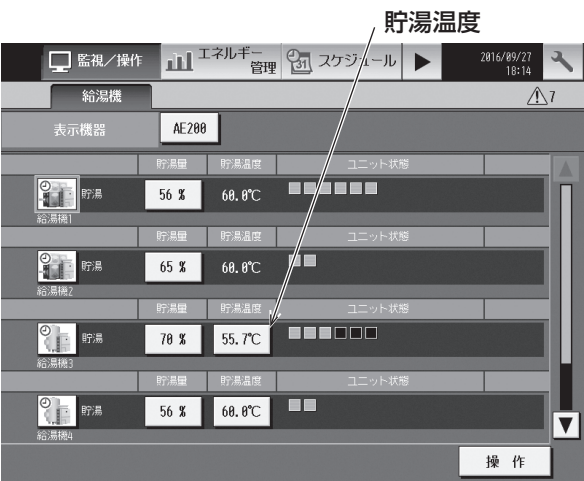 貯湯温度
監視／操作
エネルギー
管理
31
スケジュール
2016/09/27
18:14
給湯機
7
表示機器
AE200
貯湯量 貯湯温度 ユニット状態
貯湯
56 % 60.0℃
給湯機1
貯湯量 貯湯温度 ユニット状態
貯湯
65 % 60.0℃
給湯機2
貯湯量 貯湯温度 ユニット状態
貯湯
70 % 55.7℃
給湯機3
貯湯量 貯湯温度 ユニット状態
貯湯
56 % 60.0℃
給湯機4
操 作